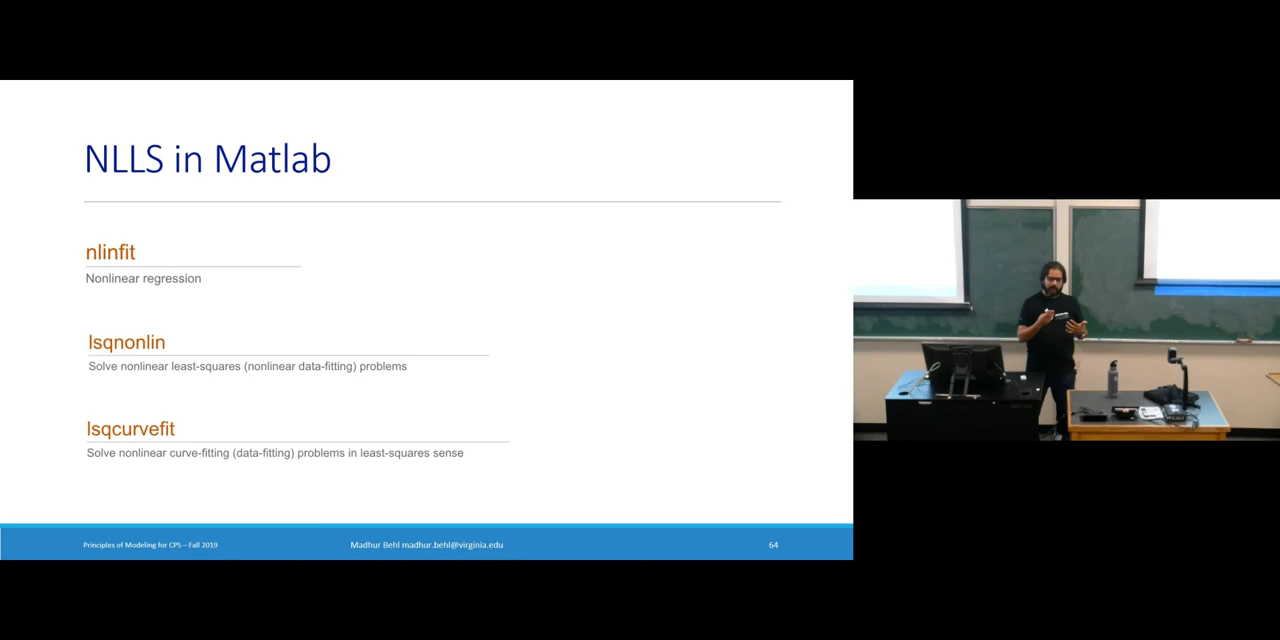 NLLS in Matlab
nlinfit
Nonlinear regression
lsqnonlin
Solve nonlinear least-squares (nonlinear data-fitting) problems
lsqcurvefit
Solve nonlinear curve-fitting (data-fitting) problems in least-squares sense
Principles of Modeling for CPS – Fall 2019
Madhur Behl madhur.behl@virginia.edu
64